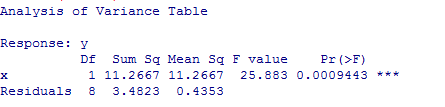 Analysis of Variance Table
Response: y
Df Sum Sq Mean Sq F value Pr(>F)
x 1 11.2667 11.2667 25.883 0.0009443 ***
Residuals 8 3.4823 0.4353